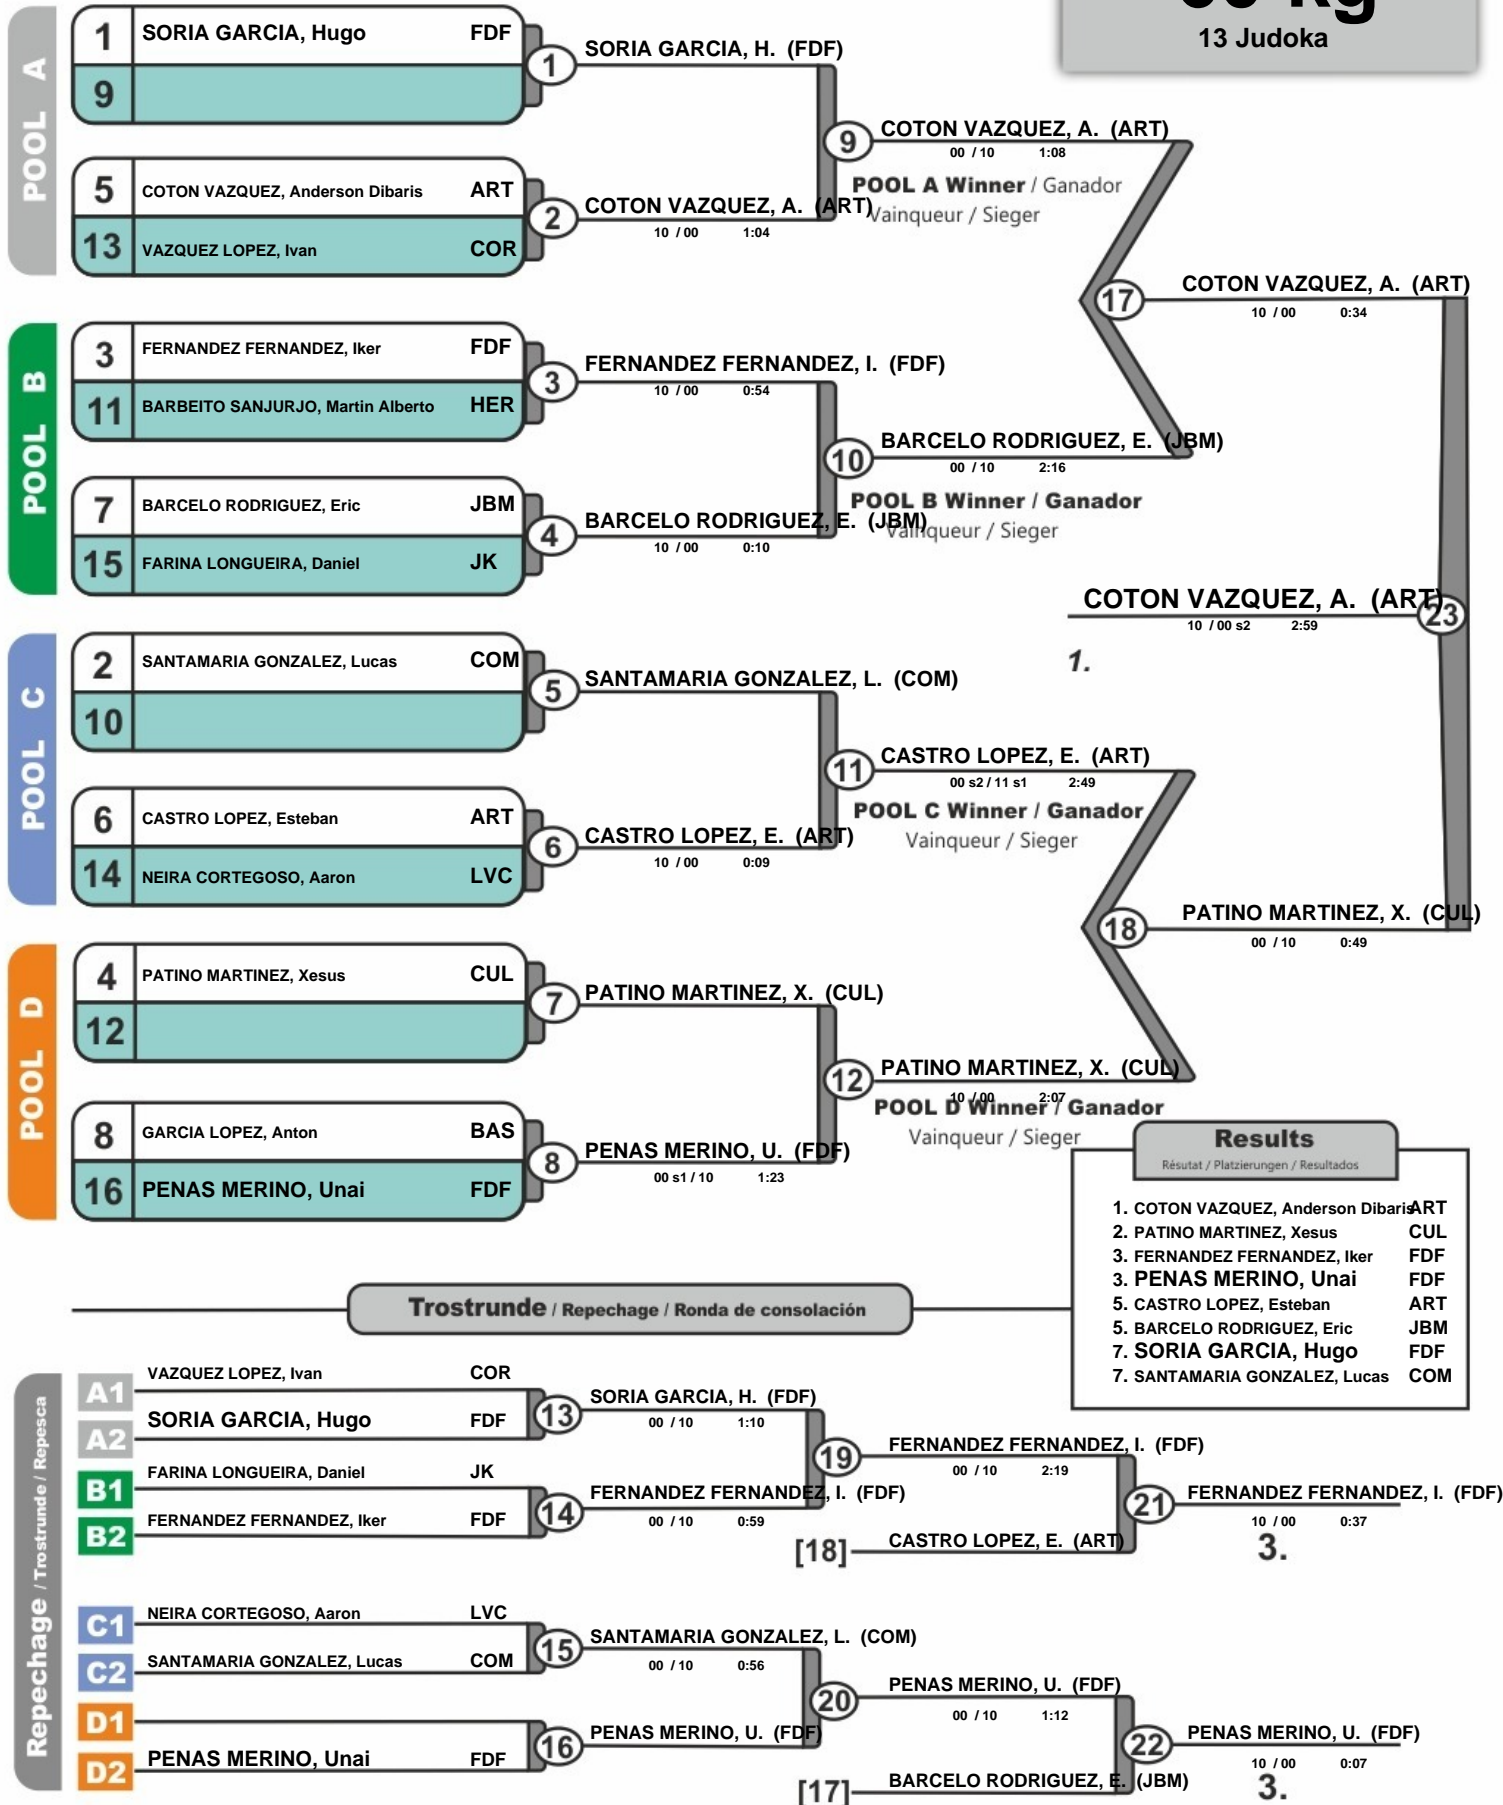 13 Judoka
POOL A
1 SORIA GARCIA, Hugo FDF
9
1
SORIA GARCIA, H. (FDF)
5 COTON VAZQUEZ, Anderson Dibaris ART
13 VAZQUEZ LOPEZ, Ivan COR
2
COTON VAZQUEZ, A. (ART)
10 / 00 1:04
9
COTON VAZQUEZ, A. (ART)
00 / 10 1:08
POOL A Winner / Ganador
Vainqueur / Sieger
POOL B
3 FERNANDEZ FERNANDEZ, Iker FDF
11 BARBEITO SANJURJO, Martin Alberto HER
3
FERNANDEZ FERNANDEZ, I. (FDF)
10 / 00 0:54
7 BARCELO RODRIGUEZ, Eric JBM
15 FARINA LONGUEIRA, Daniel JK
4
BARCELO RODRIGUEZ, E. (JBM)
10 / 00 0:10
10
BARCELO RODRIGUEZ, E. (JBM)
00 / 10 2:16
POOL B Winner / Ganador
Vainqueur / Sieger
17
COTON VAZQUEZ, A. (ART)
10 / 00 0:34
COTON VAZQUEZ, A. (ART)
23
10 / 00 s2 2:59
1.
POOL C
2 SANTAMARIA GONZALEZ, Lucas COM
10
5
SANTAMARIA GONZALEZ, L. (COM)
6 CASTRO LOPEZ, Esteban ART
14 NEIRA CORTEGOSO, Aaron LVC
6
CASTRO LOPEZ, E. (ART)
10 / 00 0:09
11
CASTRO LOPEZ, E. (ART)
00 s2 / 11 s1 2:49
POOL C Winner / Ganador
Vainqueur / Sieger
POOL D
4 PATINO MARTINEZ, Xesus CUL
12
7
PATINO MARTINEZ, X. (CUL)
8 GARCIA LOPEZ, Anton BAS
16 PENAS MERINO, Unai FDF
8
PENAS MERINO, U. (FDF)
00 s1 / 10 1:23
12
PATINO MARTINEZ, X. (CUL)
10 / 00 2:07
POOL D Winner / Ganador
Vainqueur / Sieger
18
PATINO MARTINEZ, X. (CUL)
00 / 10 0:49
Results
Résutat / Platzierungen / Resultados
1. COTON VAZQUEZ, Anderson Dibaris ART
2. PATINO MARTINEZ, Xesus CUL
3. FERNANDEZ FERNANDEZ, Iker FDF
3. PENAS MERINO, Unai FDF
5. CASTRO LOPEZ, Esteban ART
5. BARCELO RODRIGUEZ, Eric JBM
7. SORIA GARCIA, Hugo FDF
7. SANTAMARIA GONZALEZ, Lucas COM
Trostrunde / Repechage / Ronda de consolación
Repechage / Trostrunde / Repesca
A1 VAZQUEZ LOPEZ, Ivan COR
A2 SORIA GARCIA, Hugo FDF
13
SORIA GARCIA, H. (FDF)
00 / 10 1:10
B1 FARINA LONGUEIRA, Daniel JK
B2 FERNANDEZ FERNANDEZ, Iker FDF
14
FERNANDEZ FERNANDEZ, I. (FDF)
00 / 10 0:59
19
FERNANDEZ FERNANDEZ, I. (FDF)
00 / 10 2:19
[18] CASTRO LOPEZ, E. (ART)
21
FERNANDEZ FERNANDEZ, I. (FDF)
10 / 00 0:37
3.
C1 NEIRA CORTEGOSO, Aaron LVC
C2 SANTAMARIA GONZALEZ, Lucas COM
15
SANTAMARIA GONZALEZ, L. (COM)
00 / 10 0:56
D1
D2 PENAS MERINO, Unai FDF
16
PENAS MERINO, U. (FDF)
20
PENAS MERINO, U. (FDF)
00 / 10 1:12
[17] BARCELO RODRIGUEZ, E. (JBM)
22
PENAS MERINO, U. (FDF)
10 / 00 0:07
3.